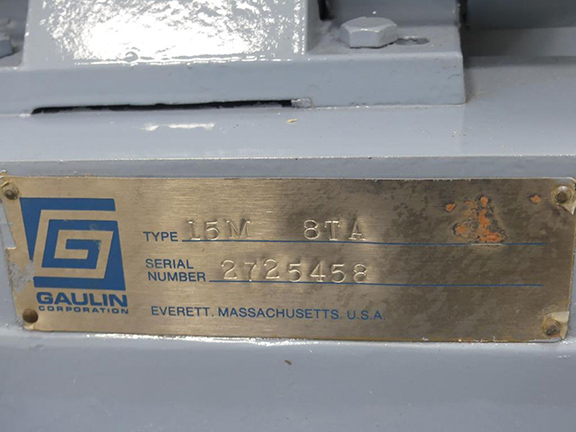 TYPE 15M 8TA
SERIAL
NUMBER 2725458
GAULIN
CORPORATION
EVERETT, MASSACHUSETTS U.S.A